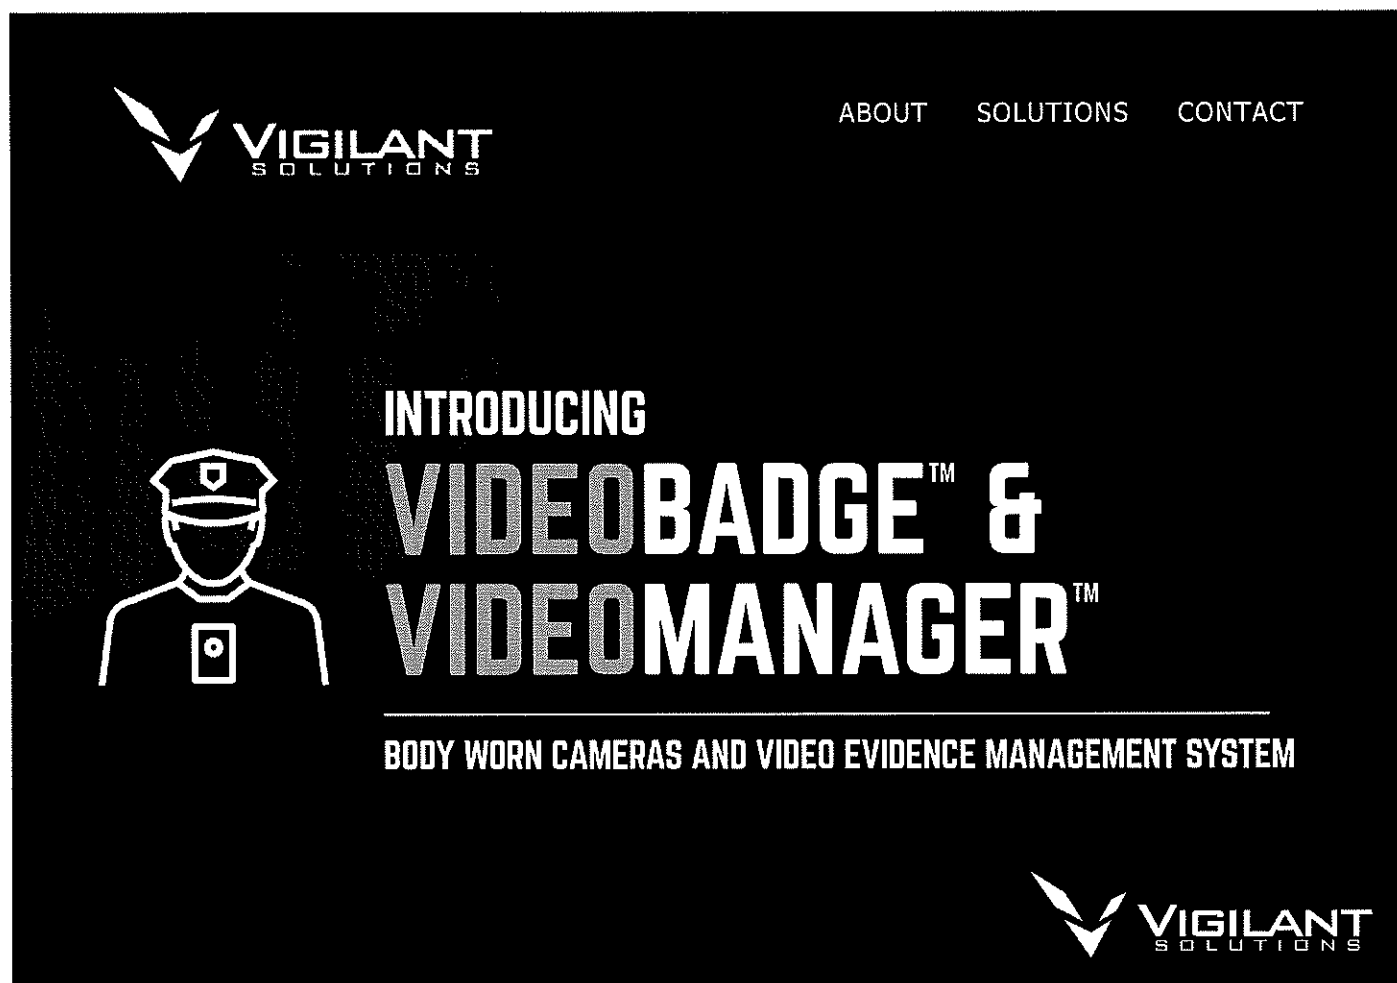 VIGILANT
SOLUTIONS
ABOUT SOLUTIONS CONTACT
INTRODUCING
VIDEOBADGE™ &
VIDEOMANAGER™
BODY WORN CAMERAS AND VIDEO EVIDENCE MANAGEMENT SYSTEM
VIGILANT
SOLUTIONS